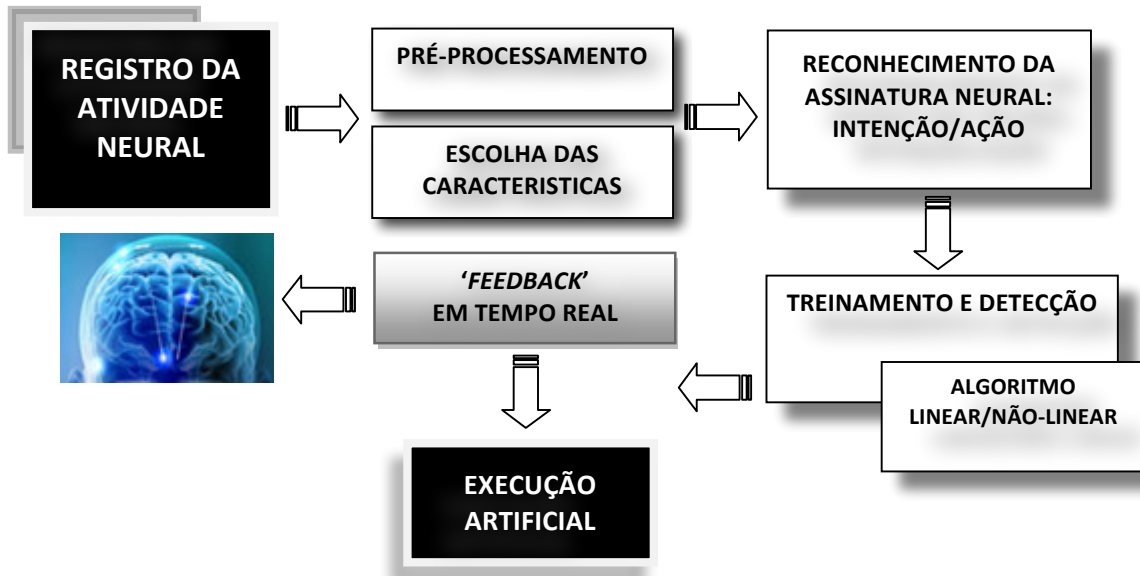 REGISTRO DA
ATIVIDADE
NEURAL
PRÉ-PROCESSAMENTO
ESCOLHA DAS
CARACTERISTICAS
RECONHECIMENTO DA
ASSINATURA NEURAL:
INTENÇÃO/AÇÃO
TREINAMENTO E DETECÇÃO
ALGORITMO
LINEAR/NÃO-LINEAR
‘FEEDBACK’
EM TEMPO REAL
EXECUÇÃO
ARTIFICIAL